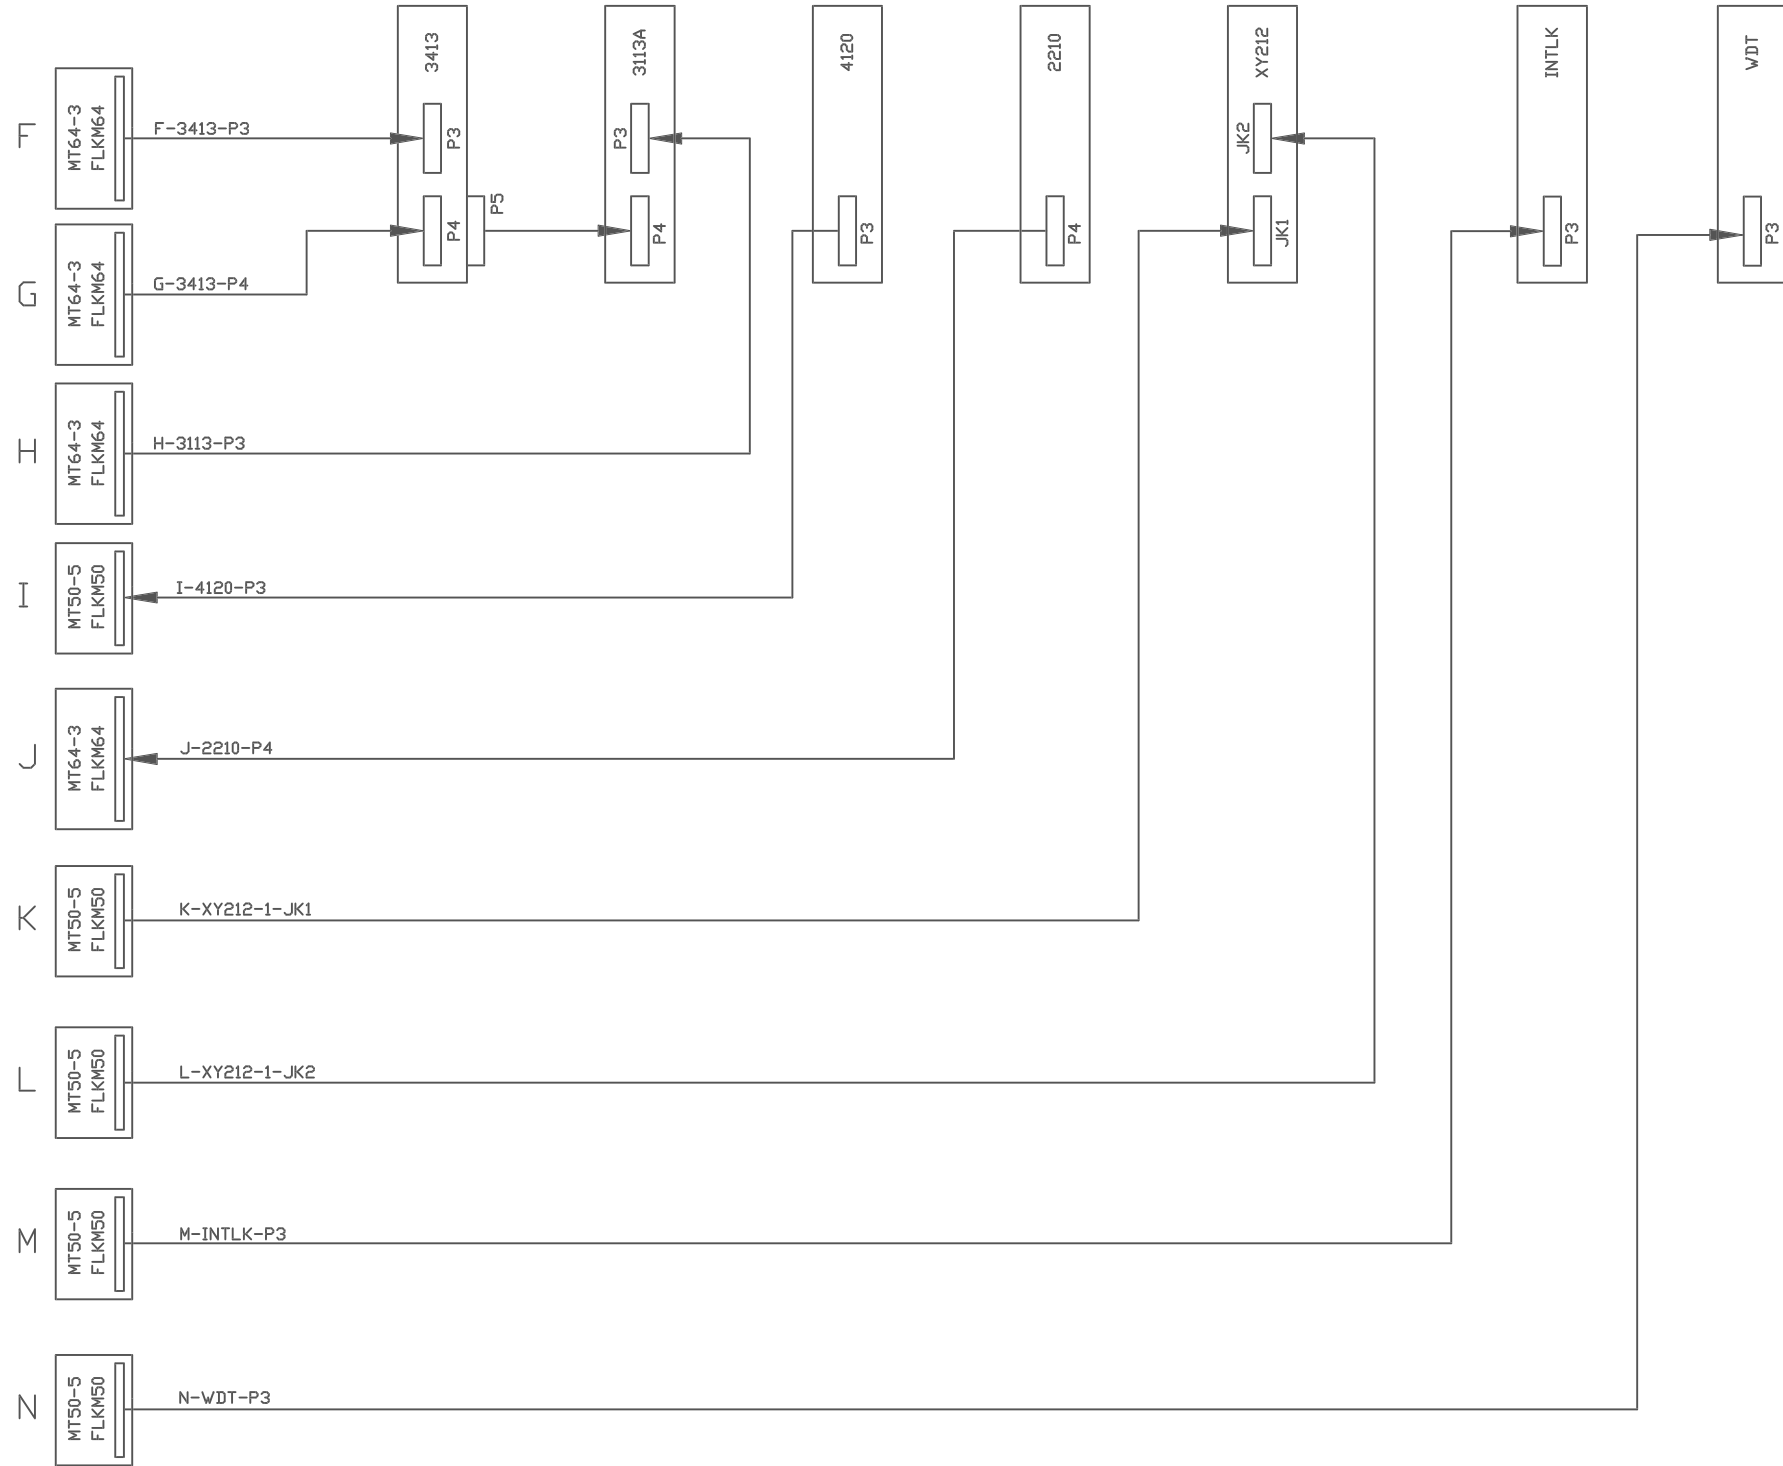 3413
3113A
4120
2210
XY212
INTLK
WDT
F
MT64-3
FLKM64
F-3413-P3
P3
P3
JK2
P4
P5
P4
P3
P4
JK1
P3
P3
G
MT64-3
FLKM64
G-3413-P4
H
MT64-3
FLKM64
H-3113-P3
I
MT50-5
FLKM50
I-4120-P3
J
MT64-3
FLKM64
J-2210-P4
K
MT50-5
FLKM50
K-XY212-1-JK1
L
MT50-5
FLKM50
L-XY212-1-JK2
M
MT50-5
FLKM50
M-INTLK-P3
N
MT50-5
FLKM50
N-WDT-P3